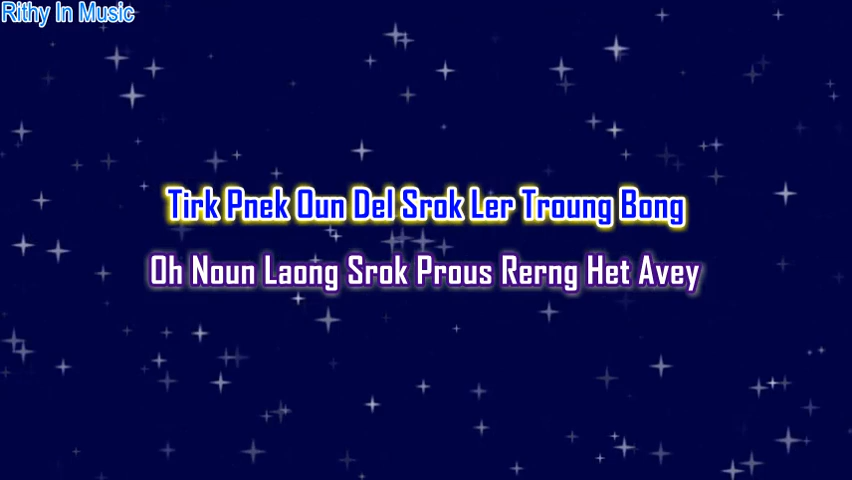 Rithy In Music
Tirk Pnek Oun Del Srok Ler Troung Bong
Oh Noun Laong Srok Prous Rerng Het Avey